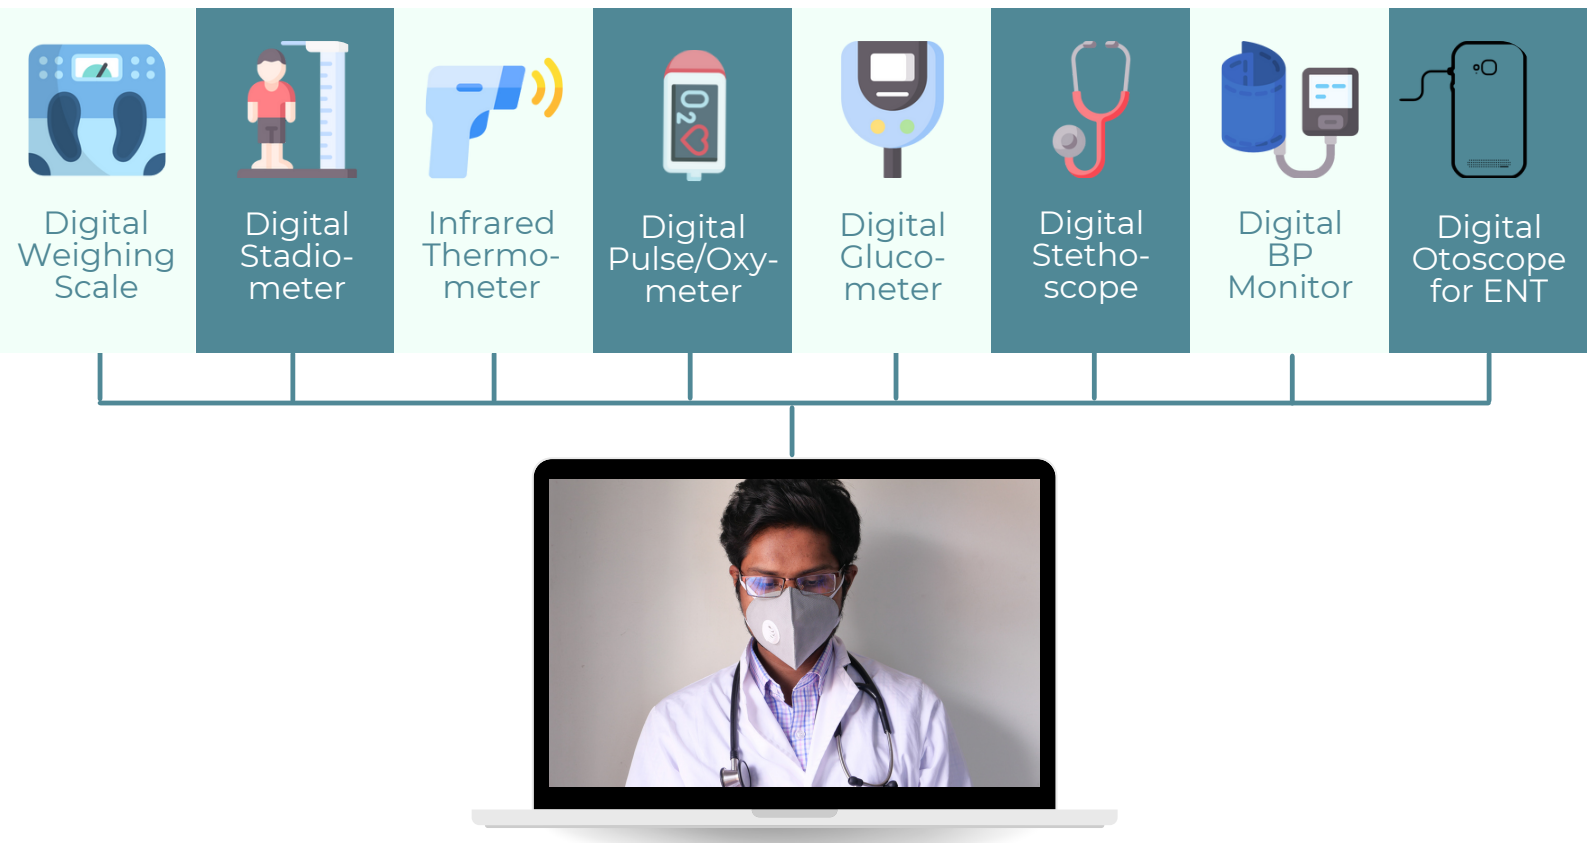 Digital
Weighing
Scale
Digital
Stadio-
meter
Infrared
Thermo-
meter
O2
Digital
Pulse/Oxy-
meter
Digital
Gluco-
meter
Digital
Stetho-
scope
Digital
BP
Monitor
Digital
Otoscope
for ENT